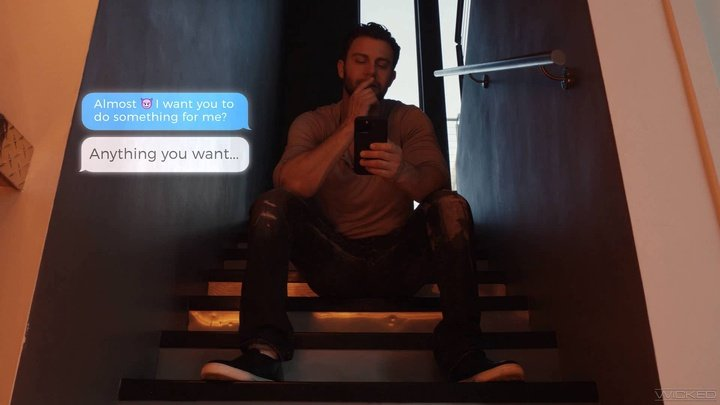 Almost 😈 I want you to
do something for me?
Anything you want...
WICKED